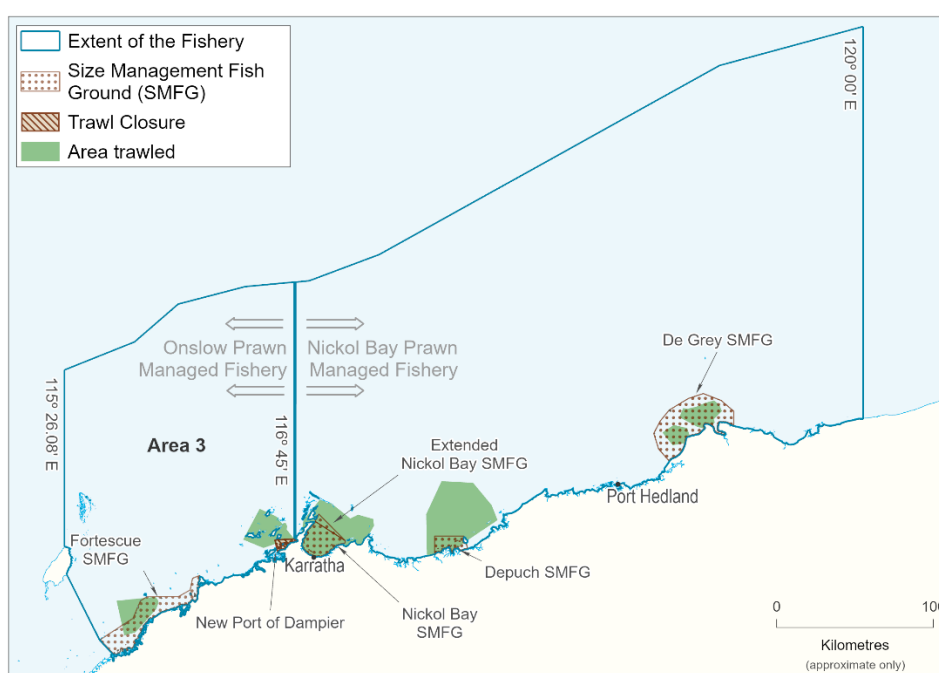 Extent of the Fishery
Size Management Fish
Ground (SMFG)
Trawl Closure
Area trawled
120° 00' E
Onslow Prawn
Managed Fishery
Nickol Bay Prawn
Managed Fishery
De Grey SMFG
115° 26.08' E
116° 45' E
Area 3
Extended
Nickol Bay SMFG
Port Hedland
Fortescue
SMFG
Karratha
Depuch SMFG
New Port of Dampier
Nickol Bay
SMFG
0
100
Kilometres
(approximate only)